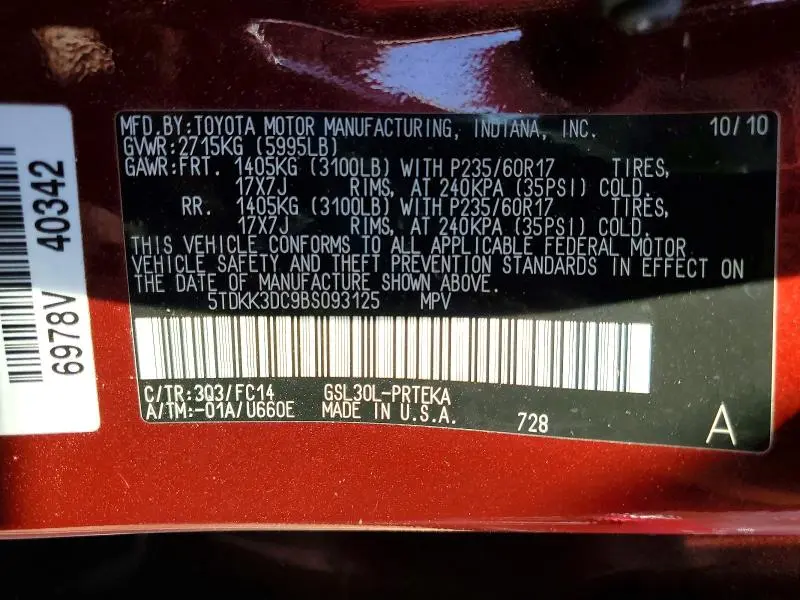 MFD.BY:TOYOTA MOTOR MANUFACTURING, INDIANA, INC. 10/10
GVWR:2715KG (5995LB)
GAWR:FRT. 1405KG (3100LB) WITH P235/60R17 TIRES,
17X7J RIMS, AT 240KPA (35PSI) COLD.
RR. 1405KG (3100LB) WITH P235/60R17 TIRES,
17X7J RIMS, AT 240KPA (35PSI) COLD.
THIS VEHICLE CONFORMS TO ALL APPLICABLE FEDERAL MOTOR
VEHICLE SAFETY AND THEFT PREVENTION STANDARDS IN EFFECT ON
THE DATE OF MANUFACTURE SHOWN ABOVE.
5TDKK3DC9BS093125 MPV
C/TR:3Q3/FC14 GSL30L-PRTEKA
A/TM:-01A/U660E MADE IN U.S.A.
728
A
6978V 40342